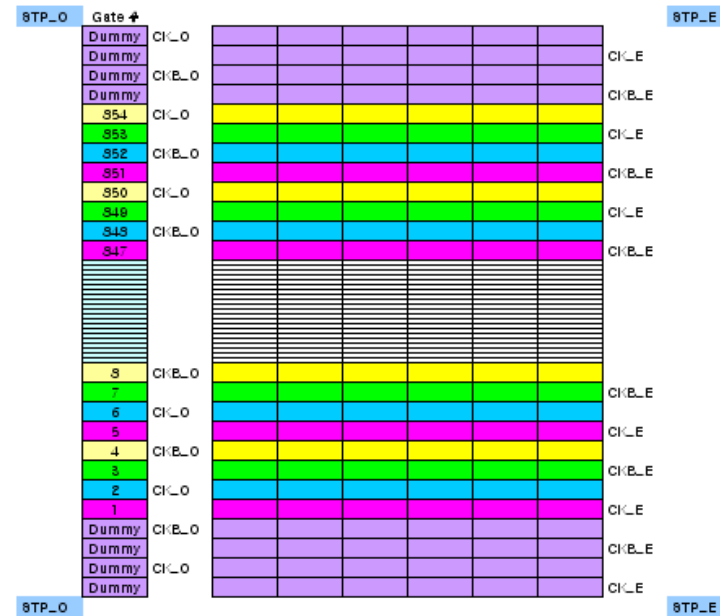 STP_O Gate # STP_E
Dummy CK_O
Dummy CK_E
Dummy CKB_O
Dummy CKB_E
854 CK_O
853 CK_E
852 CKB_O
851 CKB_E
850 CK_O
849 CK_E
848 CKB_O
847 CKB_E
8 CKB_O
7 CKB_E
6 CK_O
5 CK_E
4 CKB_O
3 CKB_E
2 CK_O
1 CK_E
Dummy CKB_O
Dummy CKB_E
Dummy CK_O
Dummy CK_E
STP_O STP_E